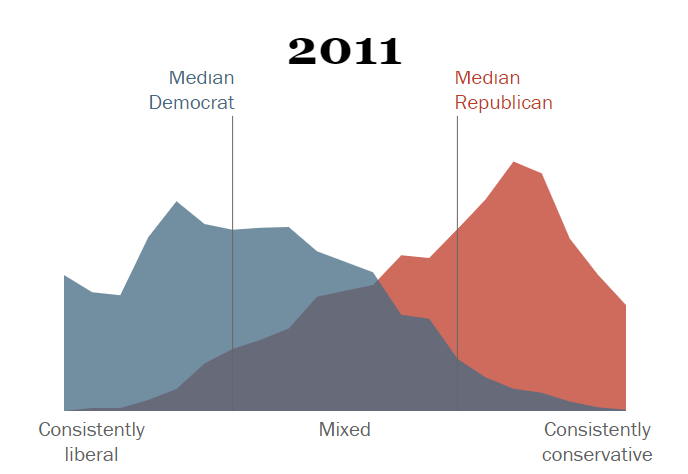 2011
Median
Democrat
Median
Republican
Consistently
liberal
Mixed
Consistently
conservative